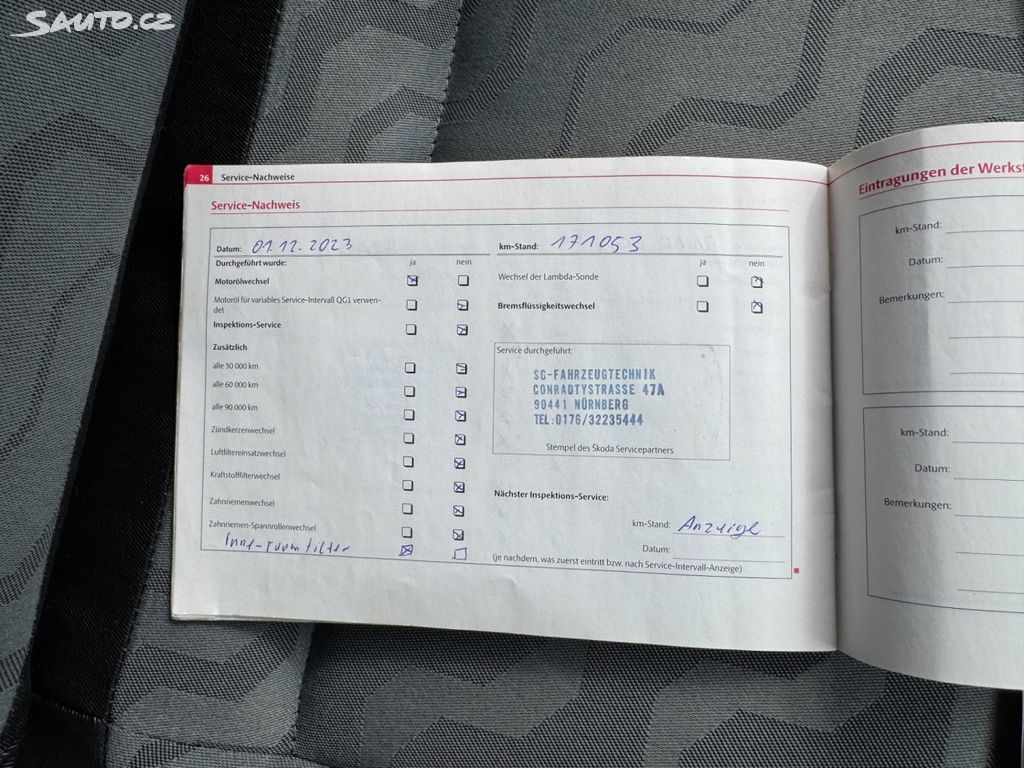 SAUTO.CZ
26 Service-Nachweise
Service-Nachweis
Datum: 01.12.2023
km-Stand: 171053
Durchgeführt wurde: ja nein
Motorölwechsel
Motoröl für variables Service-Intervall QG1 verwen-
det
Inspektions-Service
Zusätzlich
alle 30 000 km
alle 60 000 km
alle 90 000 km
Zündkerzenwechsel
Luftfiltereinsatzwechsel
Kraftstofffilterwechsel
Zahnriemenwechsel
Zahnriemen-Spannrollenwechsel
Innenraumfilter
ja nein
Wechsel der Lambda-Sonde
Bremsflüssigkeitswechsel
Service durchgeführt:
SG-FAHRZEUGTECHNIK
CONRADTYSTRASSE 47A
90441 NÜRNBERG
TEL:0176/32235444
Stempel des Škoda Servicepartners
Nächster Inspektions-Service:
km-Stand: Anzeige
Datum:
(je nachdem, was zuerst eintritt bzw. nach Service-Intervall-Anzeige)
Eintragungen der Werkst
km-Stand:
Datum:
Bemerkungen:
km-Stand:
Datum:
Bemerkungen: